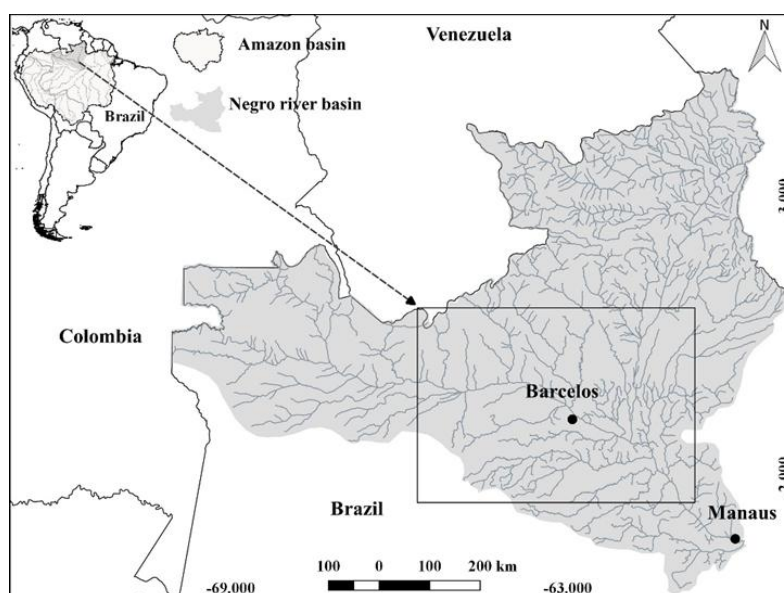 Amazon basin
Venezuela
N
Negro river basin
Brazil
Colombia
Barcelos
Brazil
Manaus
100 0 100 200 km
-69,000
-63,000